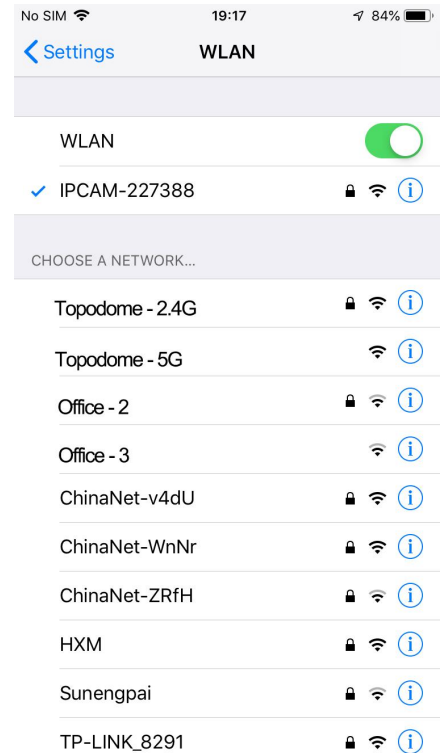 No SIM 19:17 84%
Settings WLAN
WLAN
IPCAM-227388
CHOOSE A NETWORK...
Topodome - 2.4G
Topodome - 5G
Office - 2
Office - 3
ChinaNet-v4dU
ChinaNet-WnNr
ChinaNet-ZRfH
HXM
Sunengpai
TP-LINK_8291